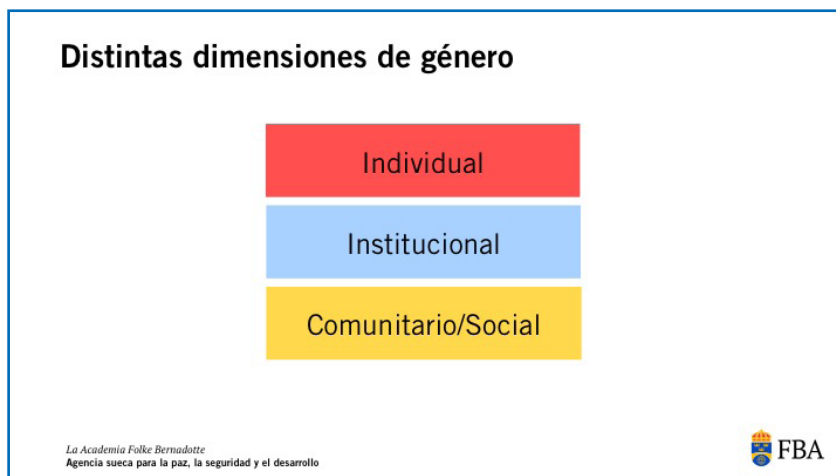 Distintas dimensiones de género
Individual
Institucional
Comunitario/Social
La Academia Folke Bernadotte
Agencia sueca para la paz, la seguridad y el desarrollo
FBA